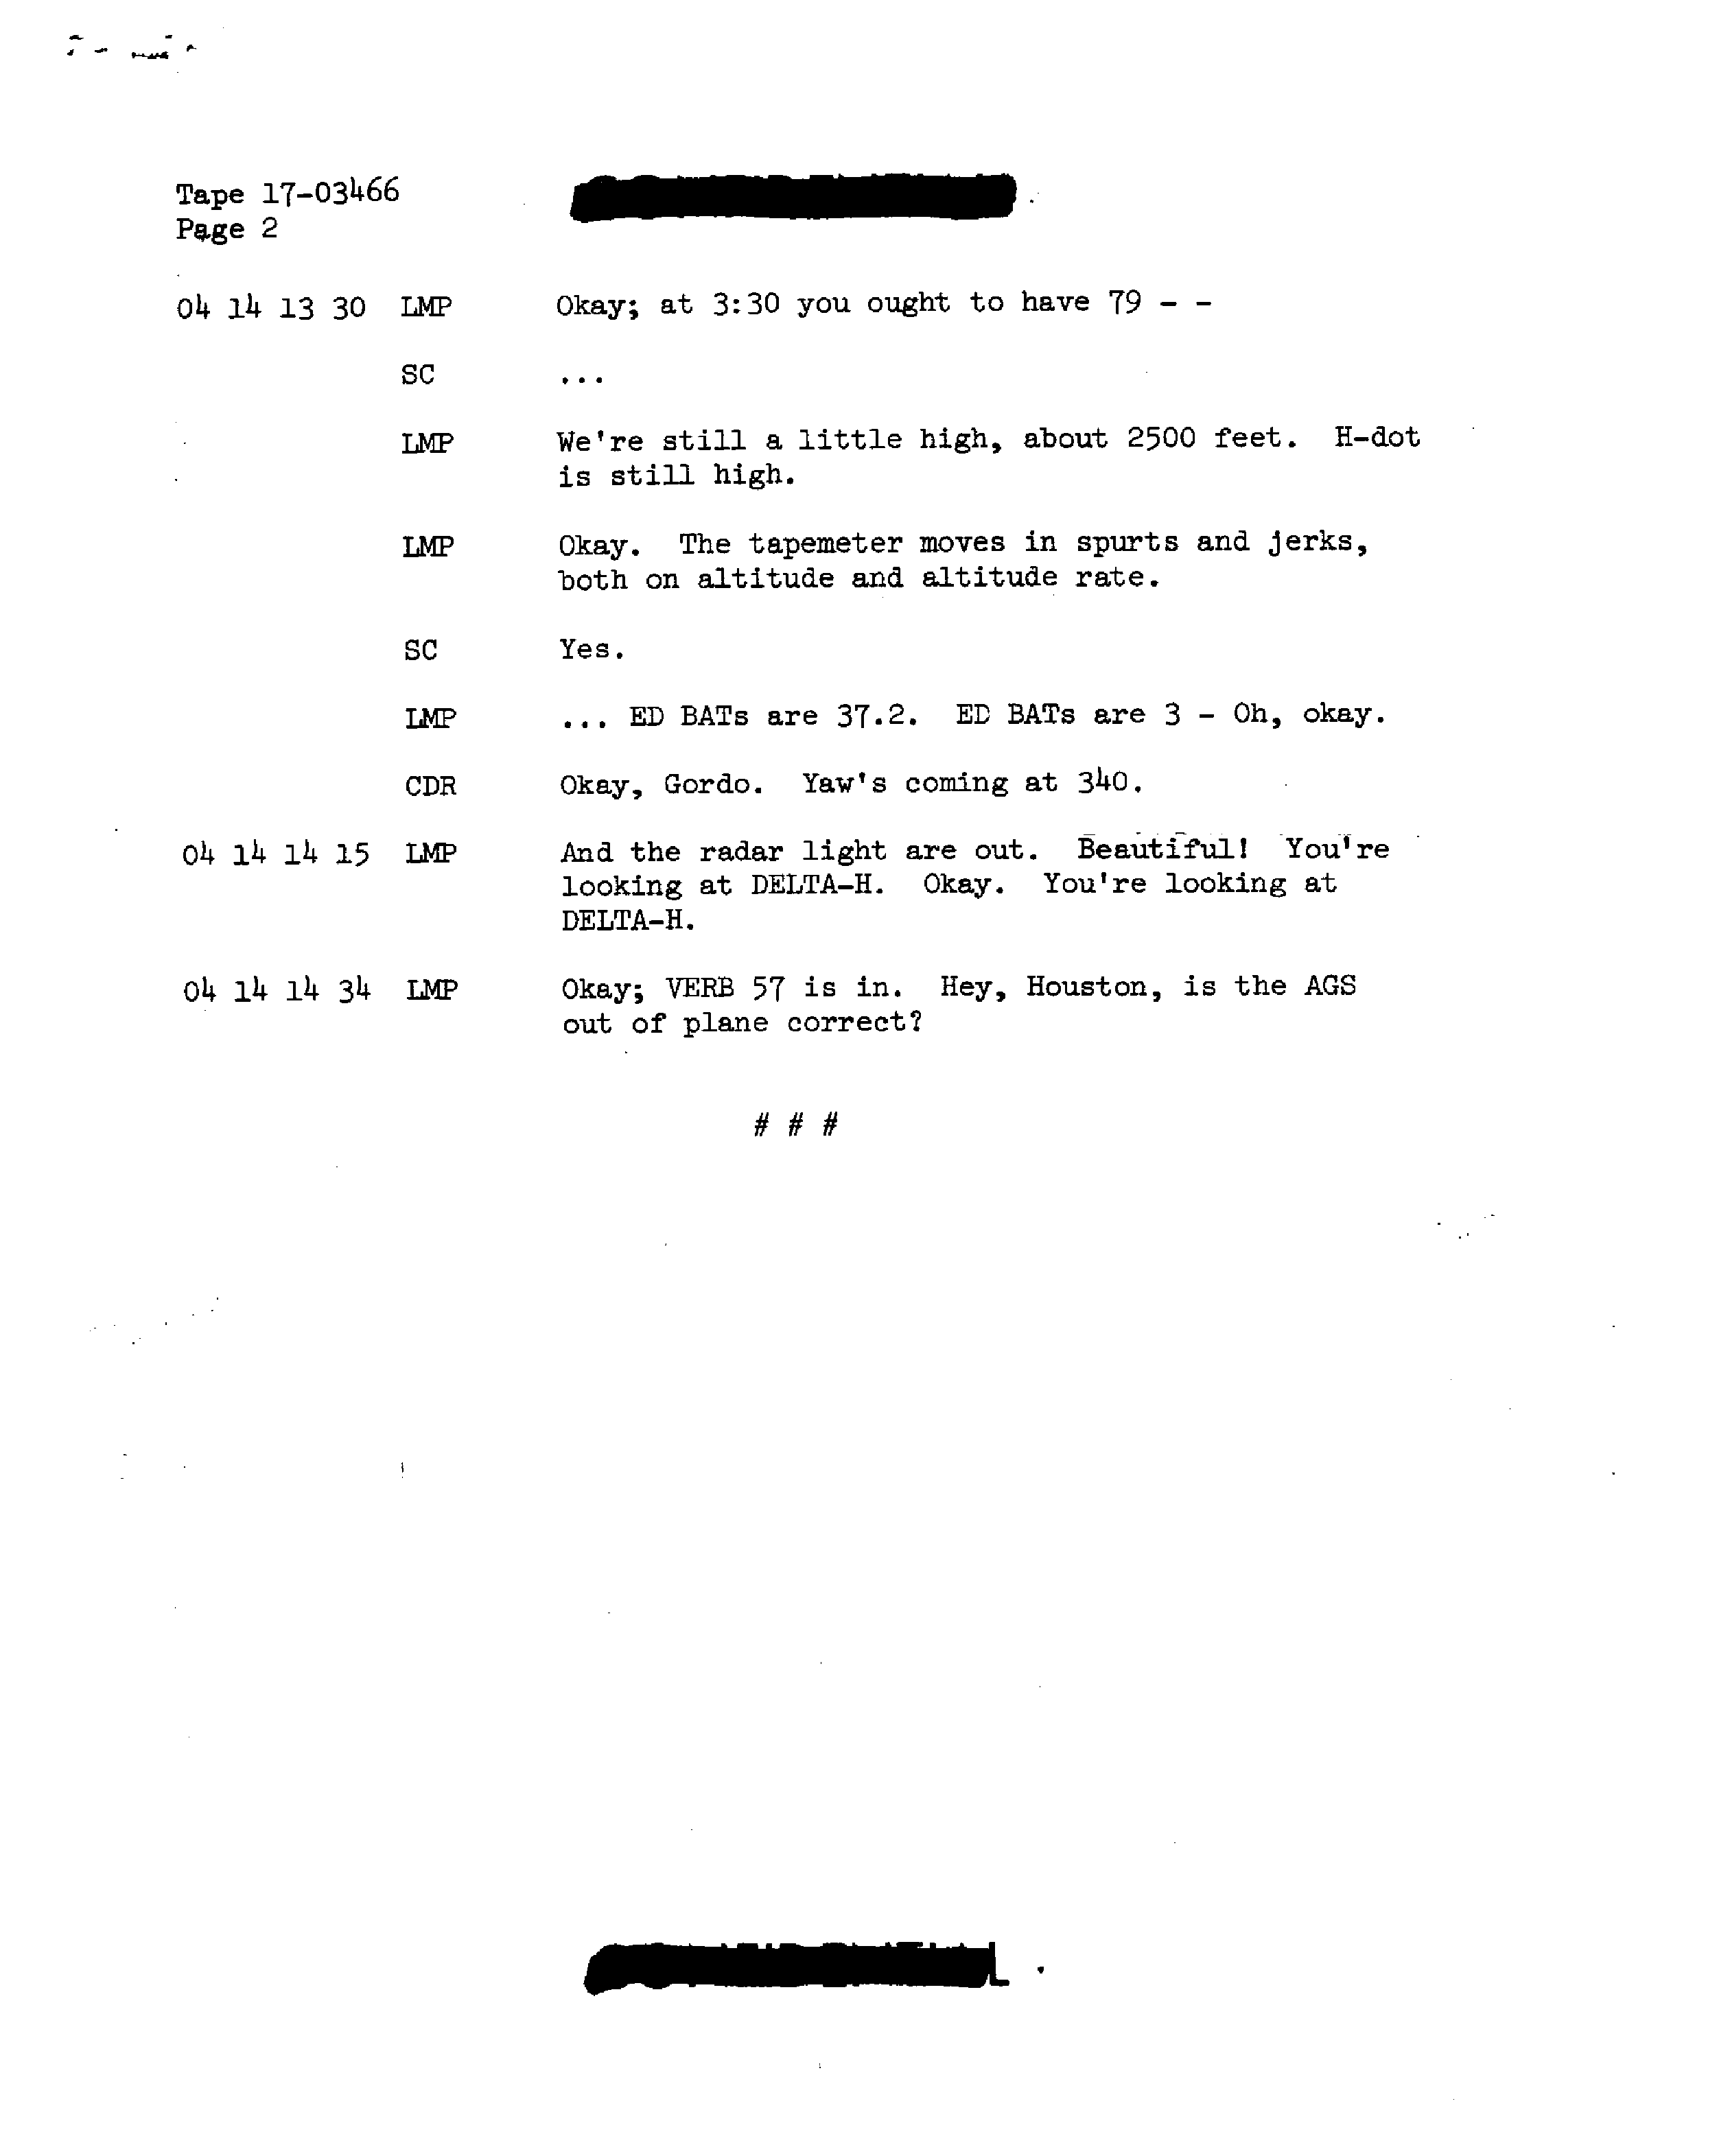 Tape 17-03466
Page 2
04 14 13 30 LMP Okay; at 3:30 you ought to have 79 - -
SC ...
LMP We're still a little high, about 2500 feet. H-dot
is still high.
LMP Okay. The tapemeter moves in spurts and jerks,
both on altitude and altitude rate.
SC Yes.
LMP ... ED BATs are 37.2. ED BATs are 3 - Oh, okay.
CDR Okay, Gordo. Yaw's coming at 340.
04 14 14 15 LMP And the radar light are out. Beautiful! You're
looking at DELTA-H. Okay. You're looking at
DELTA-H.
04 14 14 34 LMP Okay; VERB 57 is in. Hey, Houston, is the AGS
out of plane correct?
# # #